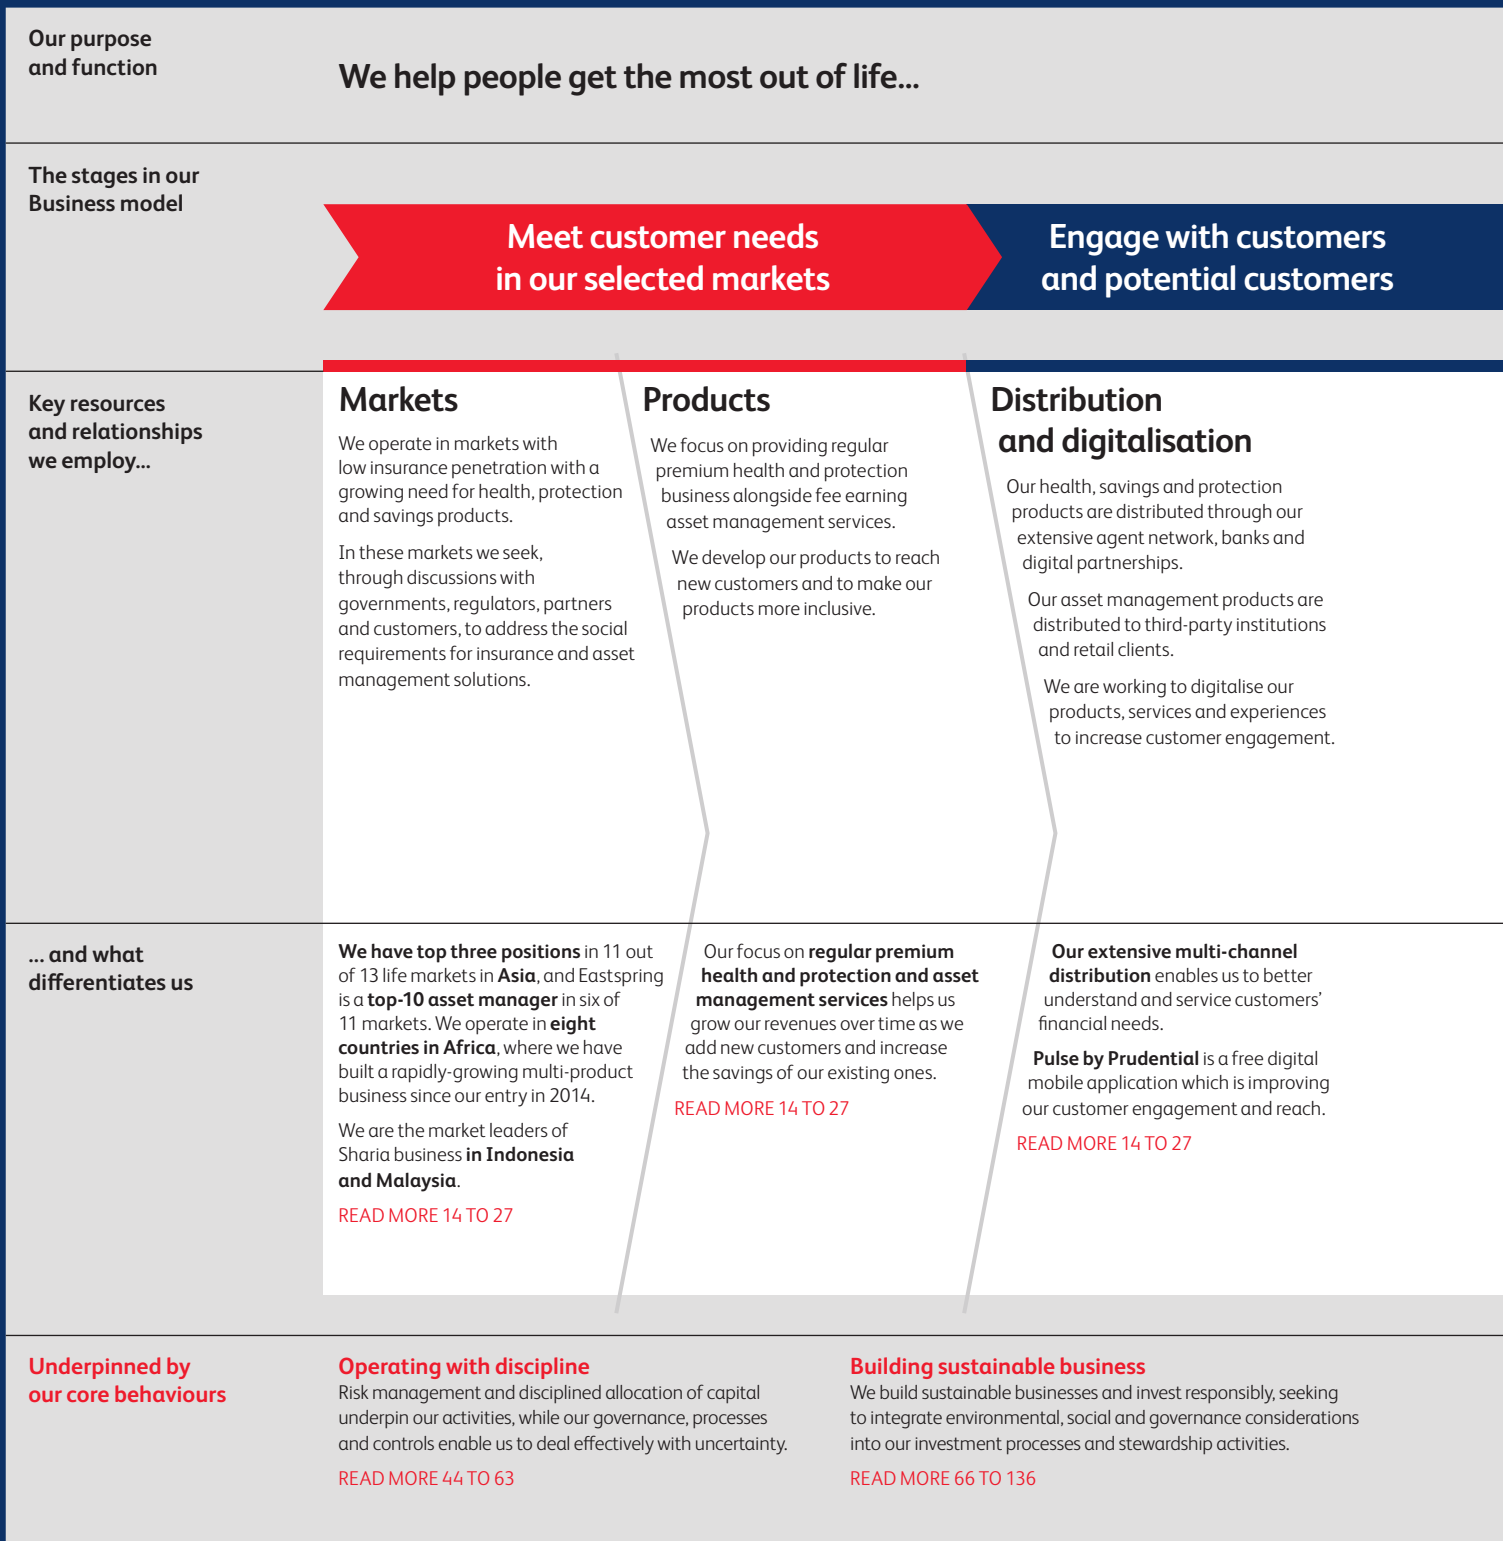 Our purpose
and function
We help people get the most out of life...
The stages in our
Business model
Meet customer needs
in our selected markets
Engage with customers
and potential customers
Key resources
and relationships
we employ...
Markets
We operate in markets with
low insurance penetration with a
growing need for health, protection
and savings products.
In these markets we seek,
through discussions with
governments, regulators, partners
and customers, to address the social
requirements for insurance and asset
management solutions.
Products
We focus on providing regular
premium health and protection
business alongside fee earning
asset management services.
We develop our products to reach
new customers and to make our
products more inclusive.
Distribution
and digitalisation
Our health, savings and protection
products are distributed through our
extensive agent network, banks and
digital partnerships.
Our asset management products are
distributed to third-party institutions
and retail clients.
We are working to digitalise our
products, services and experiences
to increase customer engagement.
... and what
differentiates us
We have top three positions in 11 out
of 13 life markets in Asia, and Eastspring
is a top-10 asset manager in six of
11 markets. We operate in eight
countries in Africa, where we have
built a rapidly-growing multi-product
business since our entry in 2014.
We are the market leaders of
Sharia business in Indonesia
and Malaysia.
READ MORE 14 TO 27
Our focus on regular premium
health and protection and asset
management services helps us
grow our revenues over time as we
add new customers and increase
the savings of our existing ones.
READ MORE 14 TO 27
Our extensive multi-channel
distribution enables us to better
understand and service customers’
financial needs.
Pulse by Prudential is a free digital
mobile application which is improving
our customer engagement and reach.
READ MORE 14 TO 27
Underpinned by
our core behaviours
Operating with discipline
Risk management and disciplined allocation of capital
underpin our activities, while our governance, processes
and controls enable us to deal effectively with uncertainty.
READ MORE 44 TO 63
Building sustainable business
We build sustainable businesses and invest responsibly, seeking
to integrate environmental, social and governance considerations
into our investment processes and stewardship activities.
READ MORE 66 TO 136